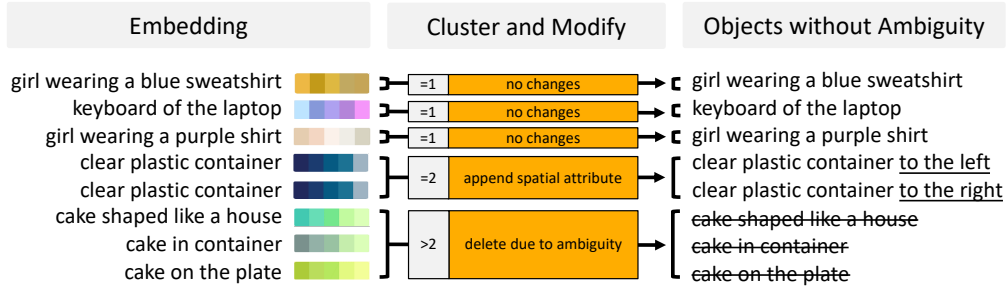 Embedding
Cluster and Modify
Objects without Ambiguity
girl wearing a blue sweatshirt
=1
no changes
girl wearing a blue sweatshirt
keyboard of the laptop
=1
no changes
keyboard of the laptop
girl wearing a purple shirt
=1
no changes
girl wearing a purple shirt
clear plastic container
clear plastic container
=2
append spatial attribute
clear plastic container to the left
clear plastic container to the right
cake shaped like a house
cake in container
cake on the plate
>2
delete due to ambiguity
cake shaped like a house
cake in container
cake on the plate